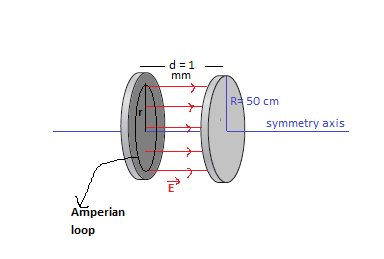 d = 1
mm
R= 50 cm
r
symmetry axis
E
Amperian
loop